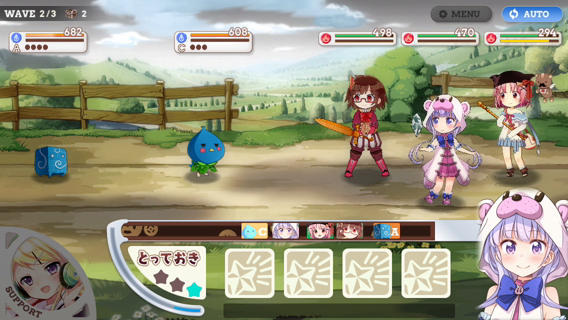 WAVE 2/3 2
MENU
AUTO
682
A
608
C
498
470
294
C
A
とっておき
SUPPORT